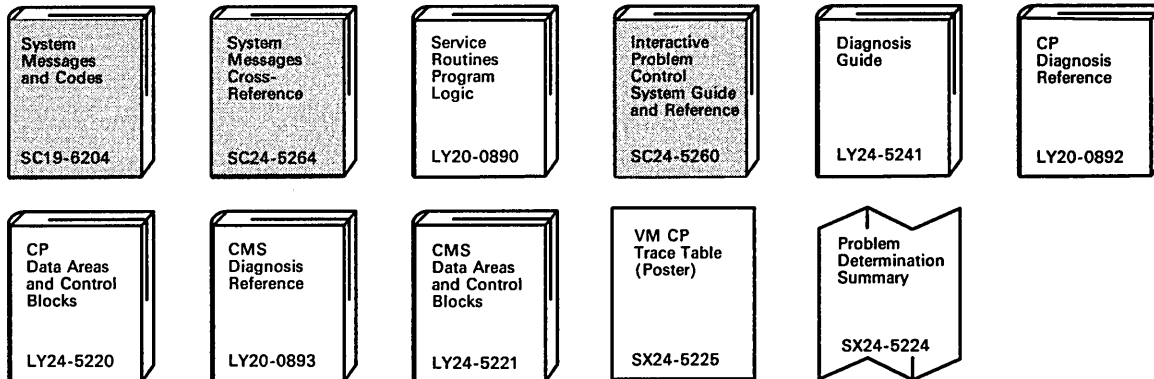 System
Messages
and Codes
SC19-6204
System
Messages
Cross-
Reference
SC24-5264
Service
Routines
Program
Logic
LY20-0890
Interactive
Problem
Control
System Guide
and Reference
SC24-5260
Diagnosis
Guide
LY24-5241
CP
Diagnosis
Reference
LY20-0892
CP
Data Areas
and Control
Blocks
LY24-5220
CMS
Diagnosis
Reference
LY20-0893
CMS
Data Areas
and Control
Blocks
LY24-5221
VM CP
Trace Table
(Poster)
SX24-5225
Problem
Determination
Summary
SX24-5224